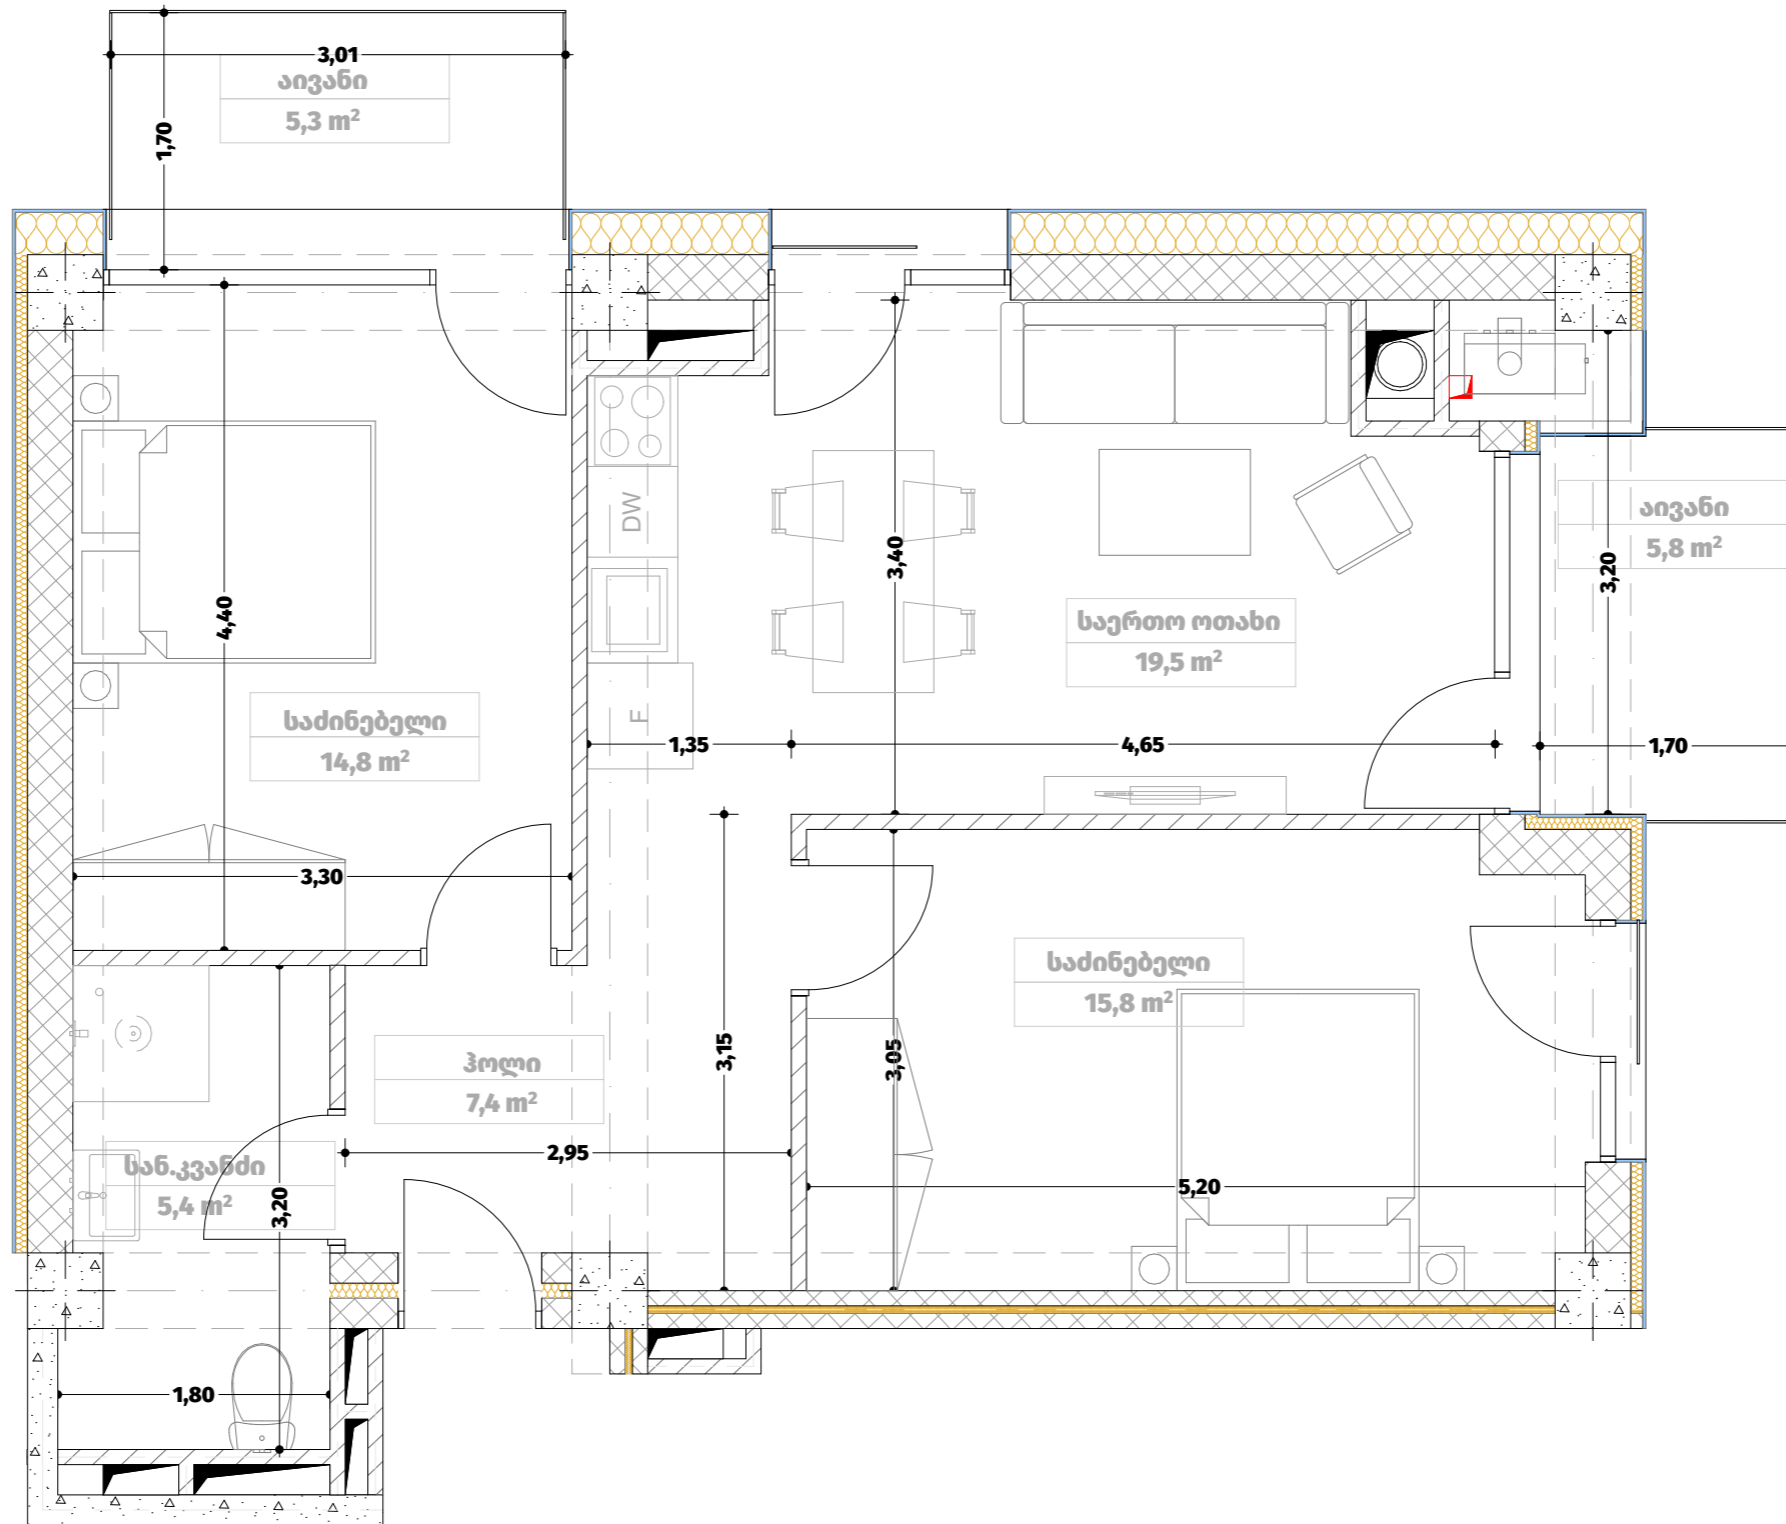 3,01
აივანი
5,3 m²
1,70
4,40
საძინებელი
14,8 m²
3,30
DW
F
3,40
საერთო ოთახი
19,5 m²
1,35
4,65
აივანი
5,8 m²
3,20
1,70
3,15
ჰოლი
7,4 m²
2,95
სან.კვანძი
5,4 m²
3,20
1,80
საძინებელი
15,8 m²
3,05
5,20